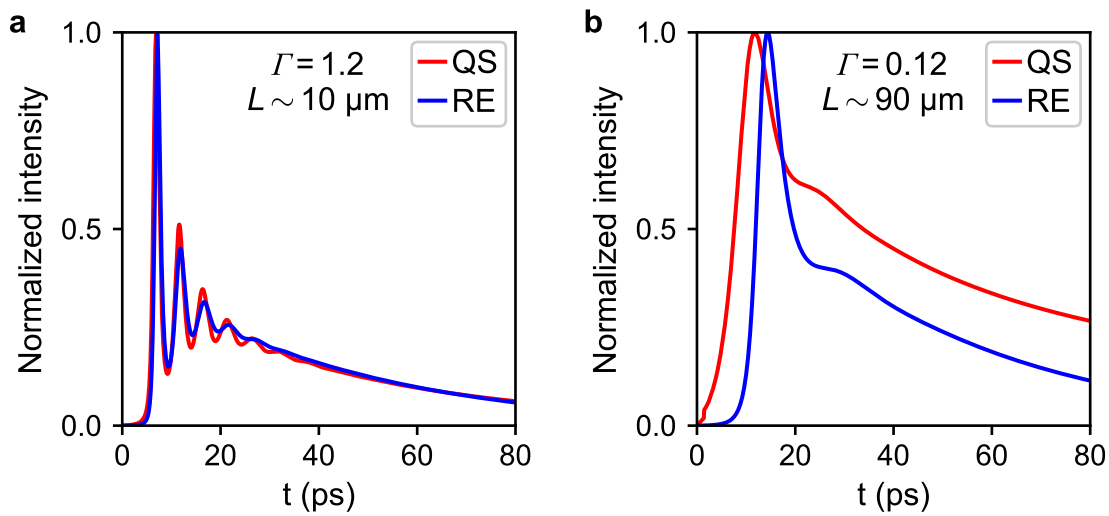 a
1.0
0.5
0.0
Normalized intensity
Γ = 1.2
L ~ 10 μm
QS
RE
0 20 40 60 80
t (ps)
b
1.0
0.5
0.0
Normalized intensity
Γ = 0.12
L ~ 90 μm
QS
RE
0 20 40 60 80
t (ps)